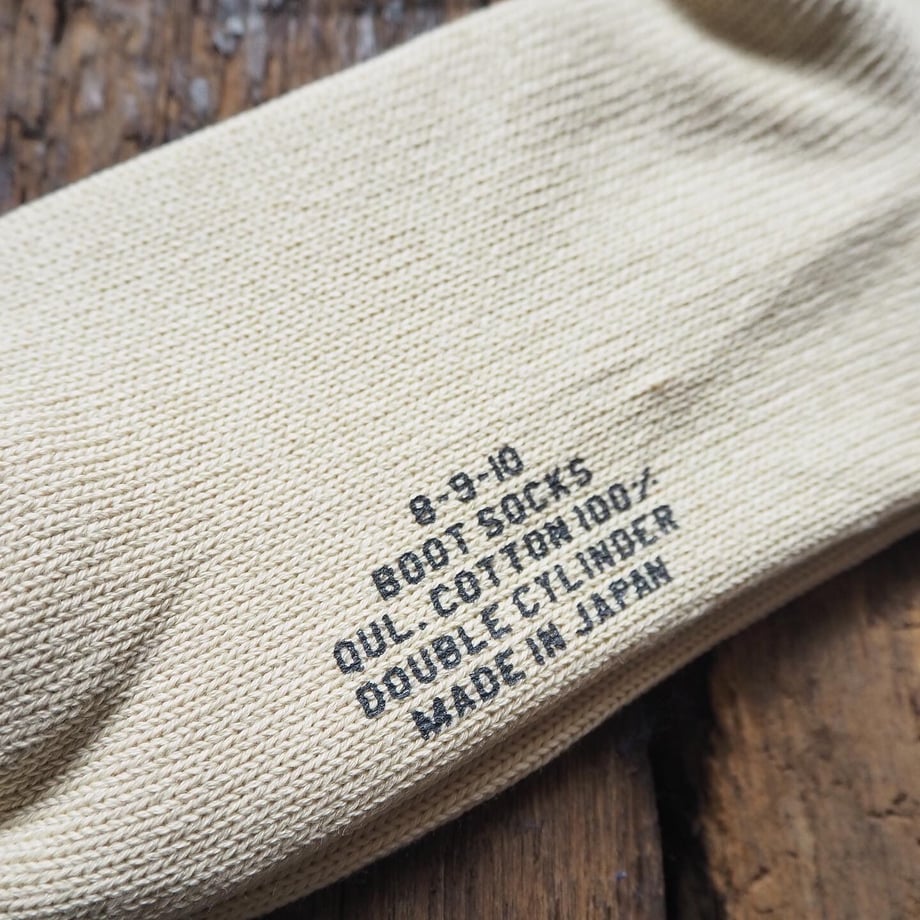 8-9-10
BOOT SOCKS
QUL. COTTON 100%
DOUBLE CYLINDER
MADE IN JAPAN